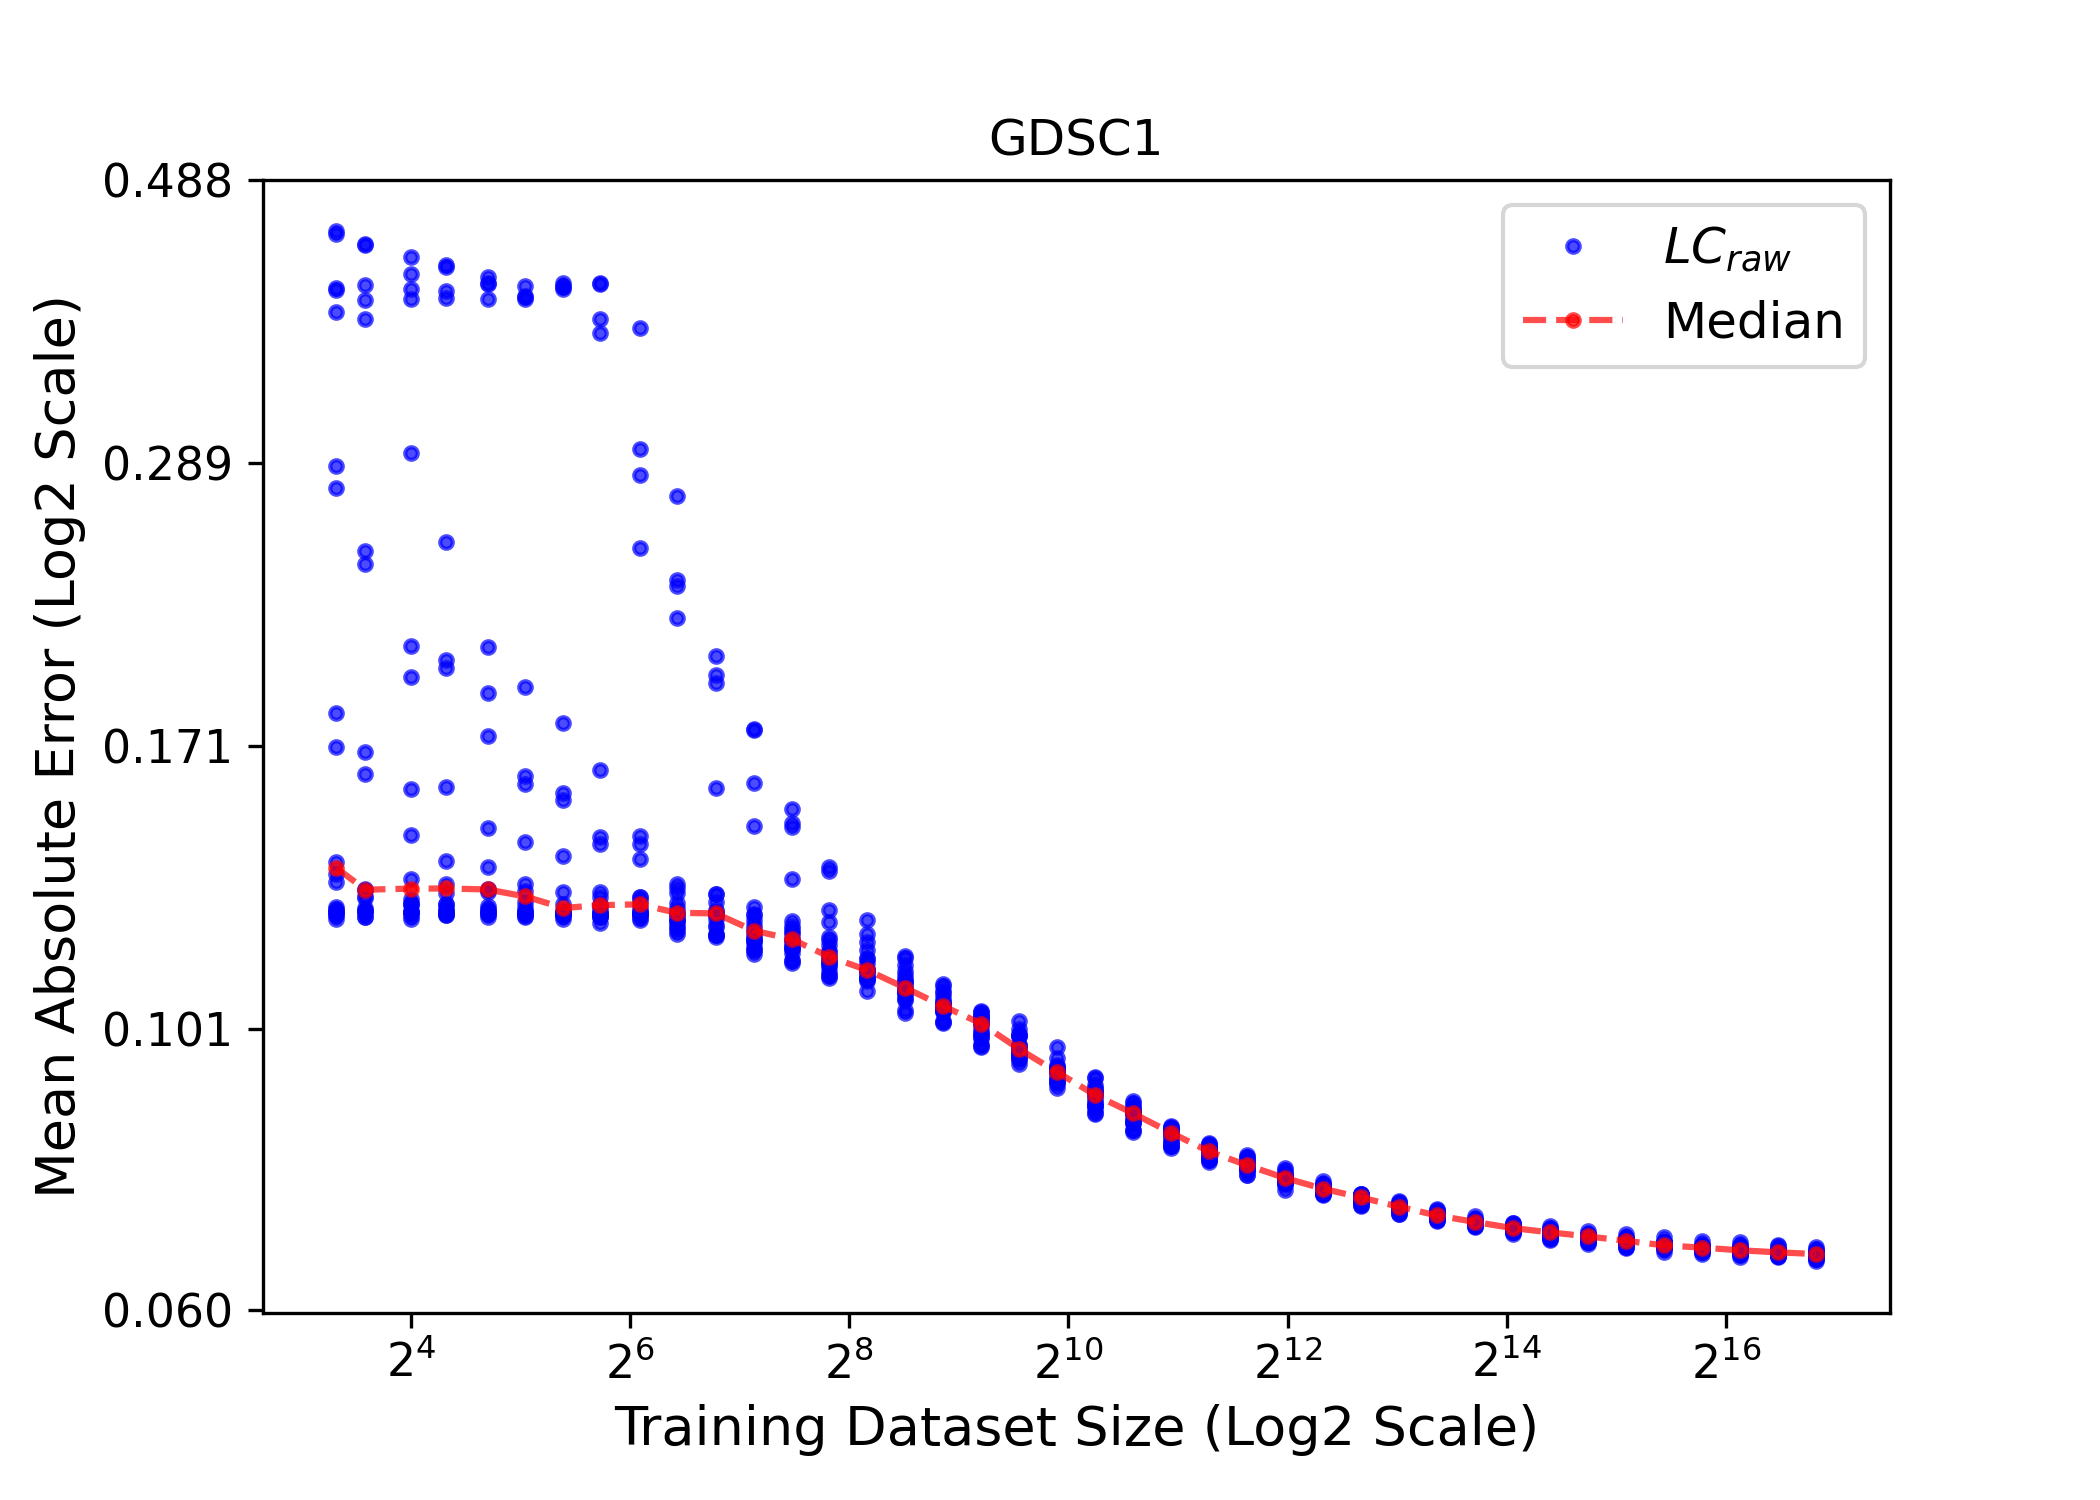 GDSC1
0.488
0.289
0.171
0.101
0.060
Mean Absolute Error (Log2 Scale)
LC_raw
Median
2^4 2^6 2^8 2^10 2^12 2^14 2^16
Training Dataset Size (Log2 Scale)